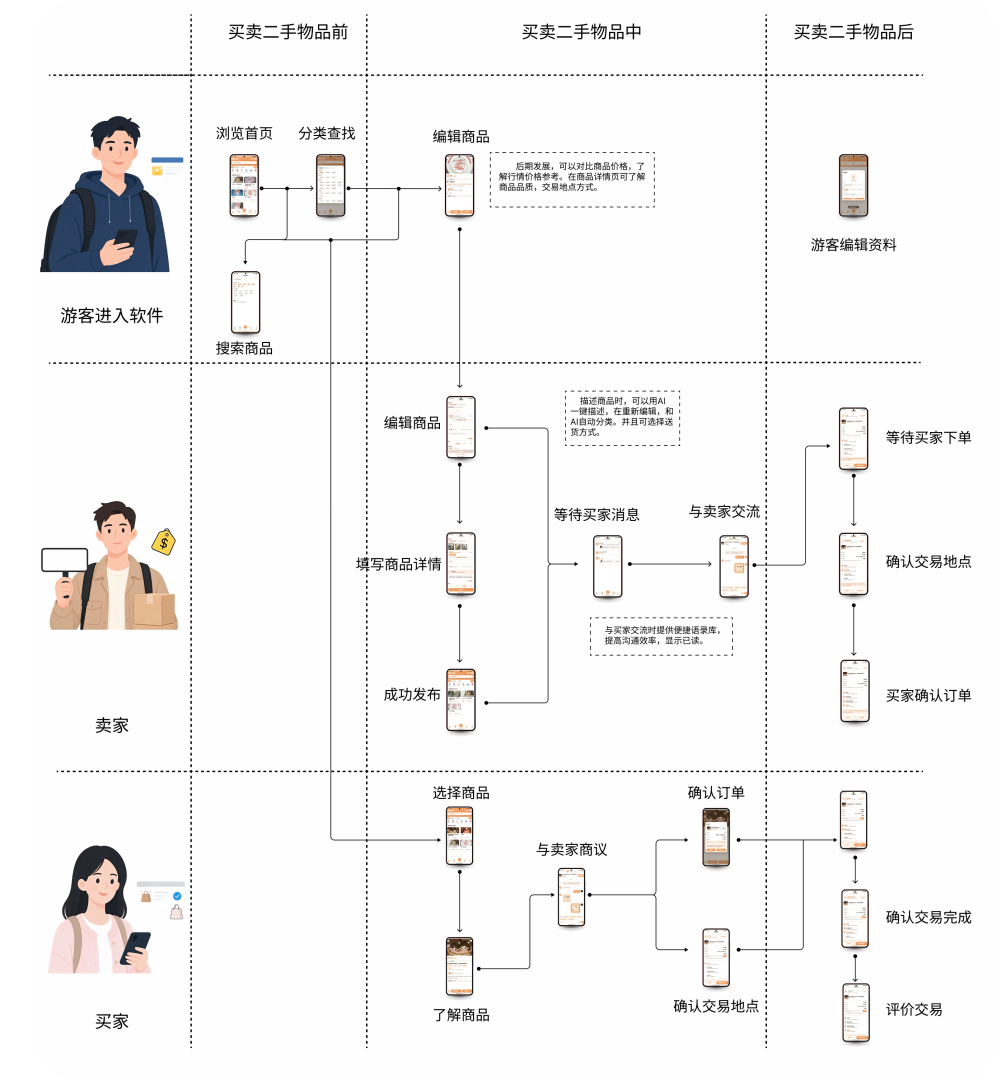 买卖二手物品前
买卖二手物品中
买卖二手物品后
浏览首页
分类查找
编辑商品
后期发展，可以对比商品价格，了
解行情价格参考。在商品详情页可了解
商品品质，交易地点方式。
游客编辑资料
游客进入软件
搜索商品
编辑商品
描述商品时，可以用AI
一键描述，在重新编辑，和
AI自动分类。并且可选择送
货方式。
等待买家下单
$
等待买家消息
与卖家交流
填写商品详情
确认交易地点
与买家交流时提供便捷语录库，
提高沟通效率，显示已读。
成功发布
买家确认订单
卖家
选择商品
确认订单
与卖家商议
确认交易完成
了解商品
确认交易地点
评价交易
买家